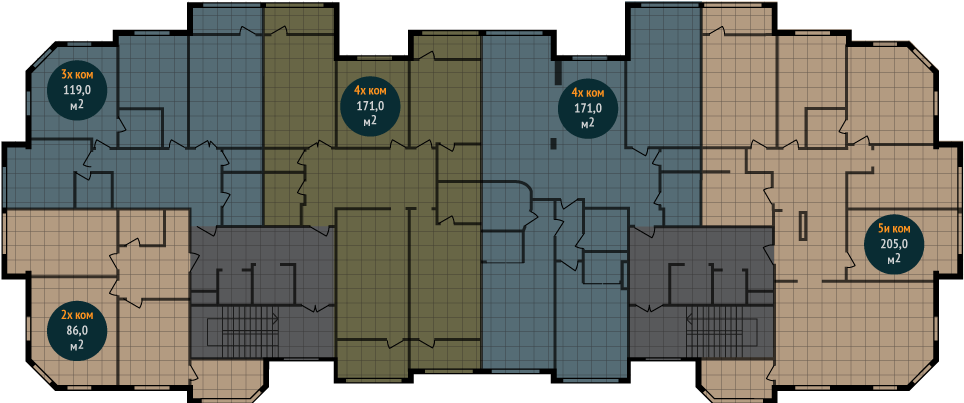 3х ком
119,0
м2
4х ком
171,0
м2
4х ком
171,0
м2
5и ком
205,0
м2
2х ком
86,0
м2